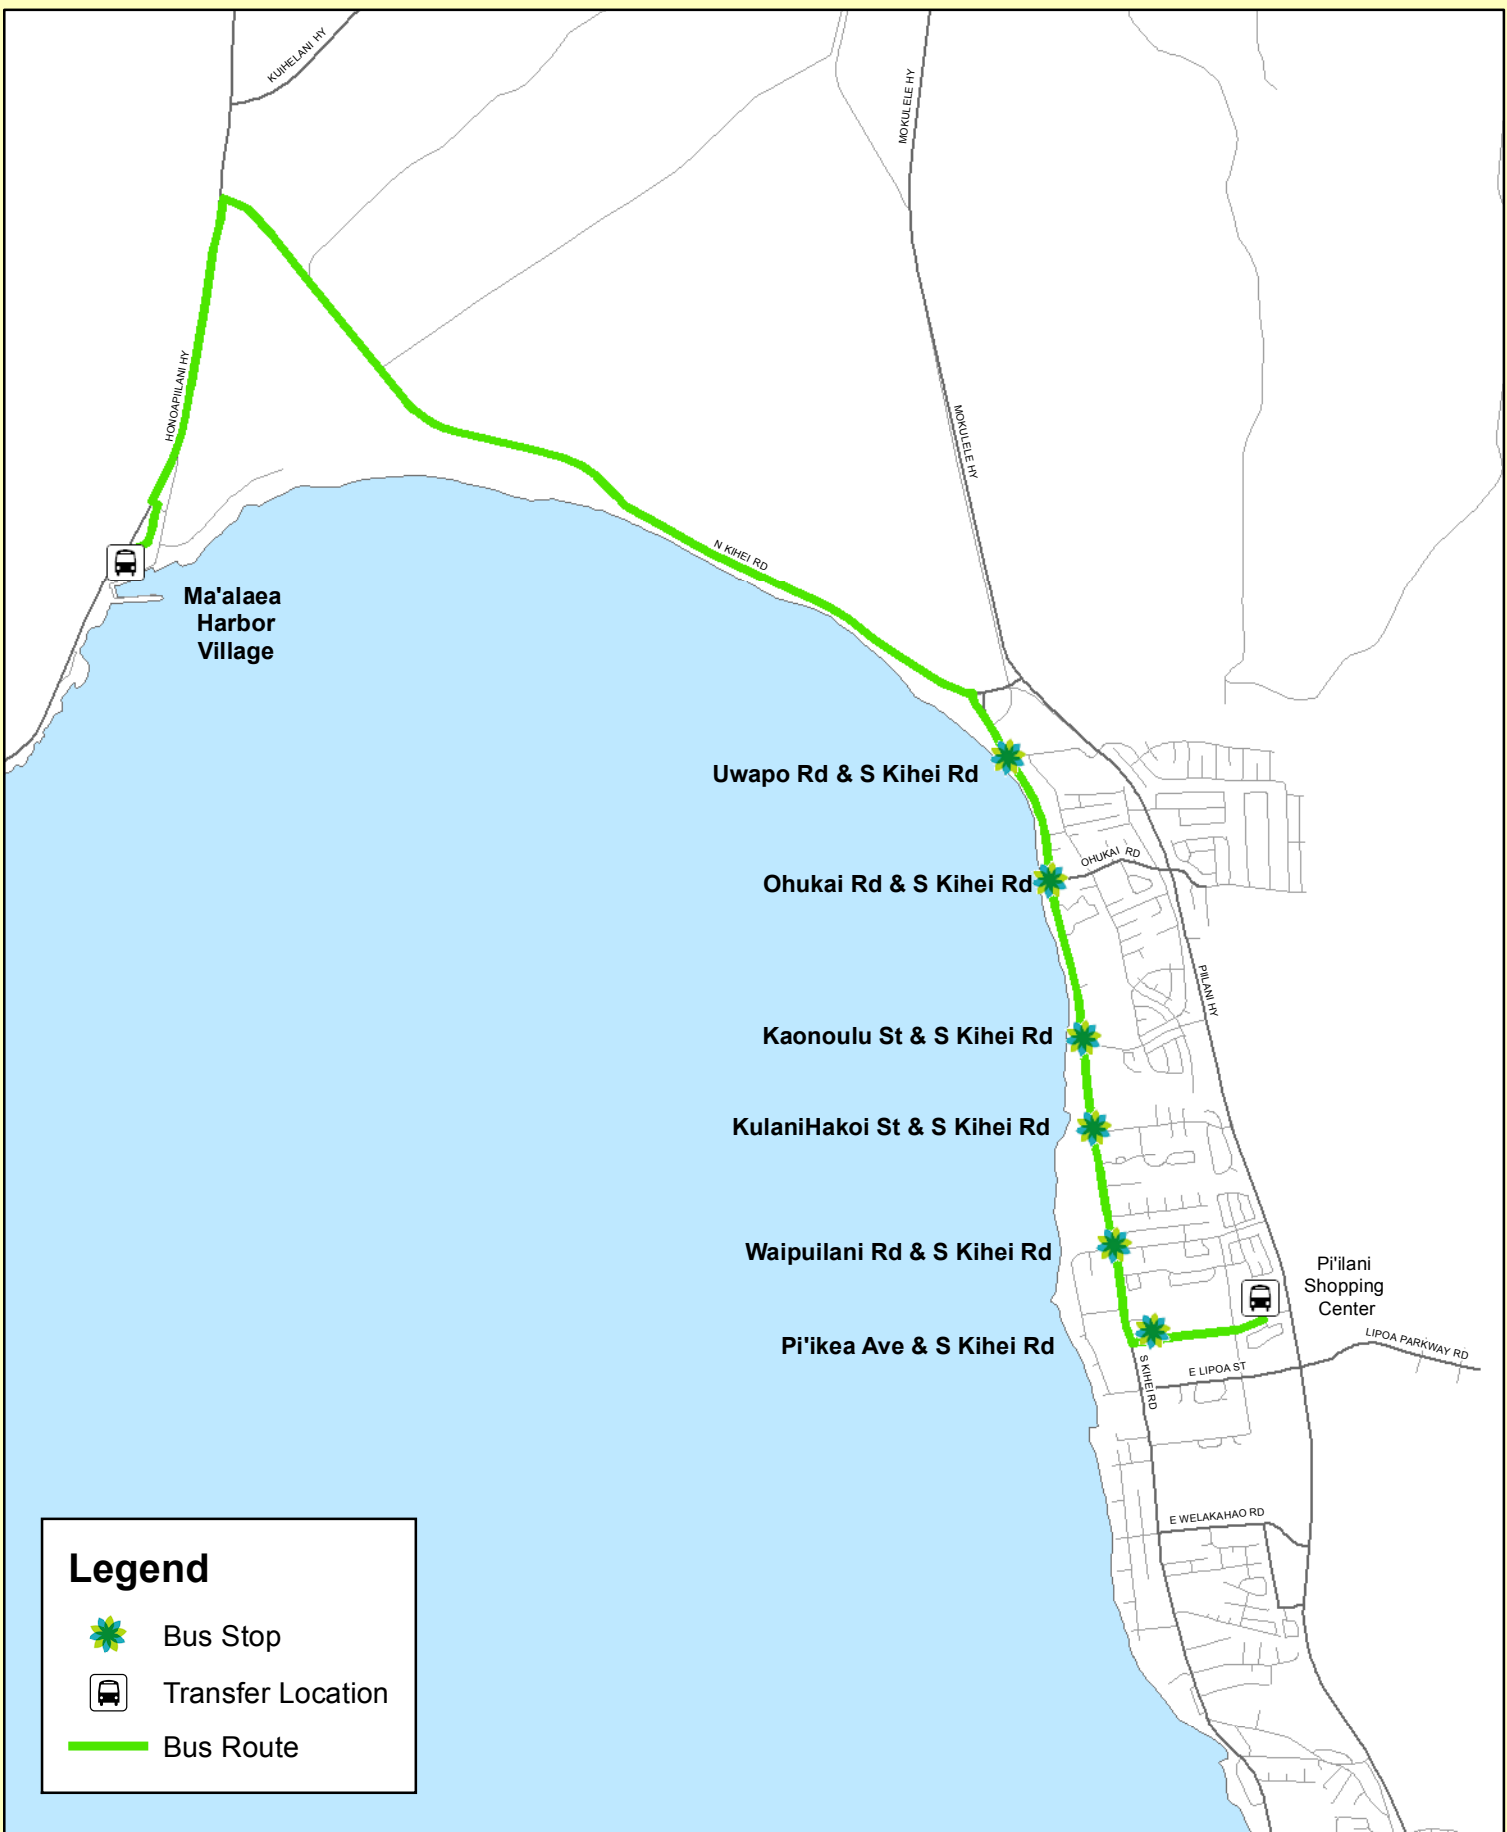 KUIHELANI HY
MOKULELE HY
HONOAPIILANI HY
MOKULELE HY
N KIHEI RD
Ma'alaea
Harbor
Village
Uwapo Rd & S Kihei Rd
OHUKAI RD
Ohukai Rd & S Kihei Rd
PIILANI HY
Kaonoulu St & S Kihei Rd
KulaniHakoi St & S Kihei Rd
Waipuilani Rd & S Kihei Rd
Pi'ilani
Shopping
Center
Pi'ikea Ave & S Kihei Rd
LIPOA PARKWAY RD
E LIPOA ST
S KIHEI RD
E WELAKAHAO RD
Legend
Bus Stop
Transfer Location
Bus Route